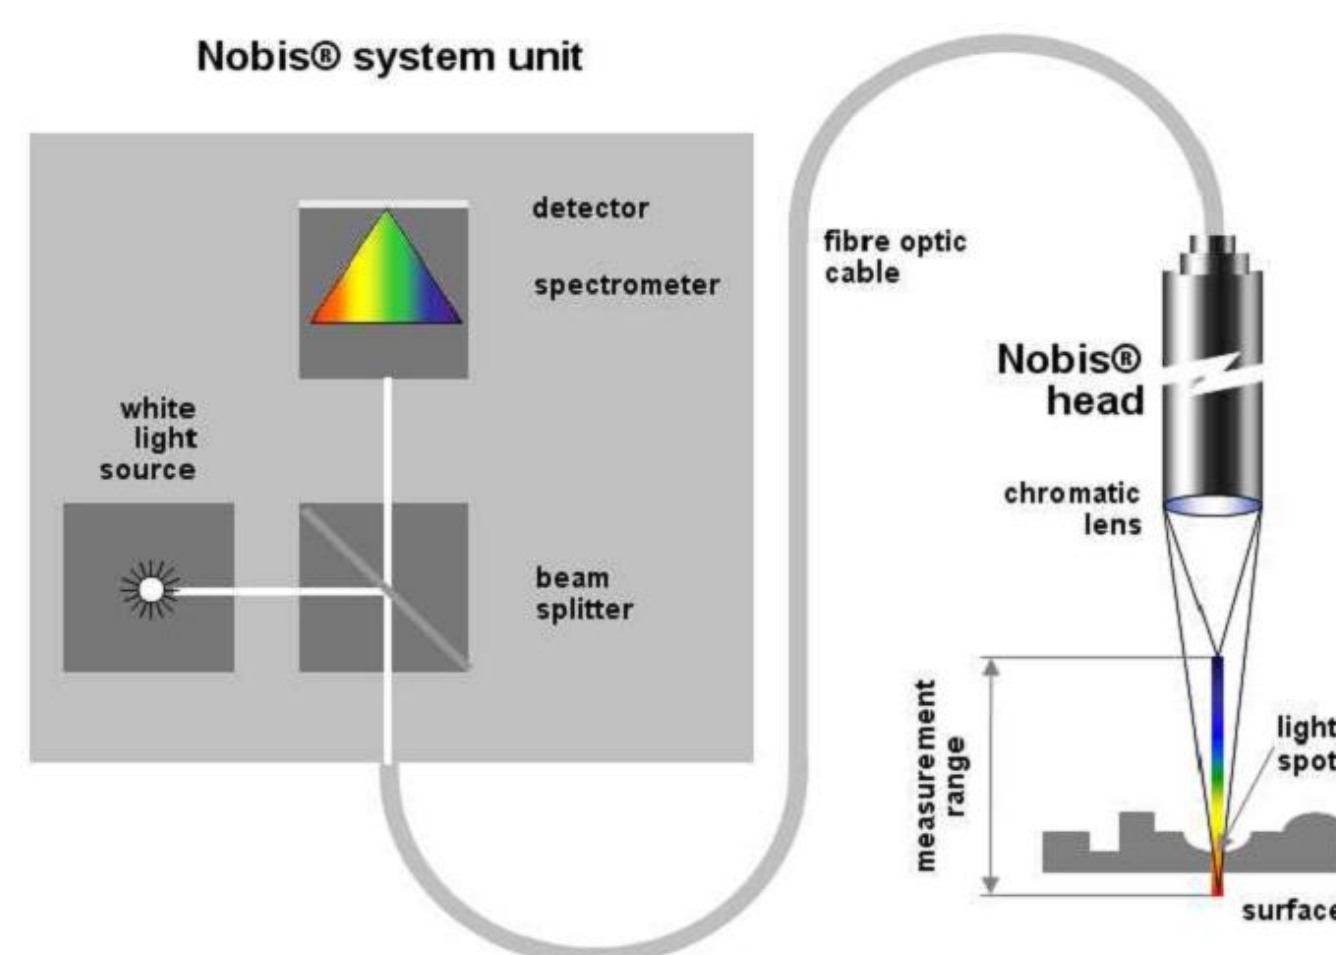 Nobis® system unit
detector
spectrometer
white
light
source
beam
splitter
fibre optic
cable
Nobis®
head
chromatic
lens
measurement
range
light
spot
surface